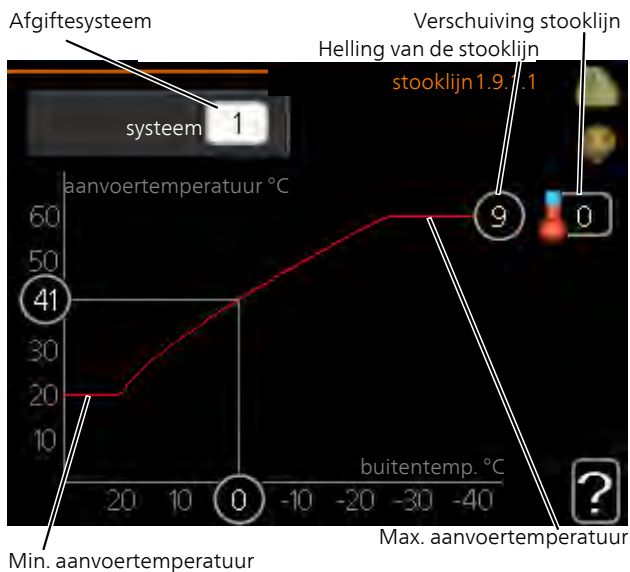 Afgiftesysteem
Verschuiving stooklijn
Helling van de stooklijn
stooklijn 1.9.1.1
systeem 1
aanvoertemperatuur °C
60
50
41
30
20
10
9
0
buitentemp. °C
20 10 0 -10 -20 -30 -40
?
Max. aanvoertemperatuur
Min. aanvoertemperatuur